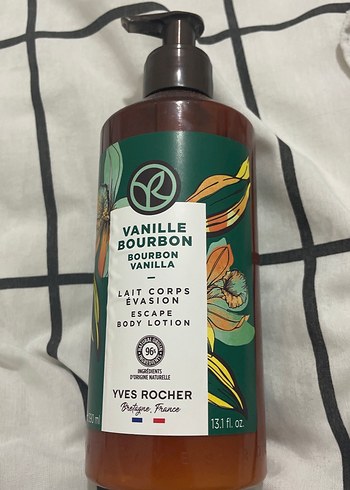 VANILLE
BOURBON
BOURBON
VANILLA
LAIT CORPS
ÉVASION
ESCAPE
BODY LOTION
96%
INGRÉDIENTS
D'ORIGINE NATURELLE
YVES ROCHER
Bretagne, France
13.1 fl. oz.